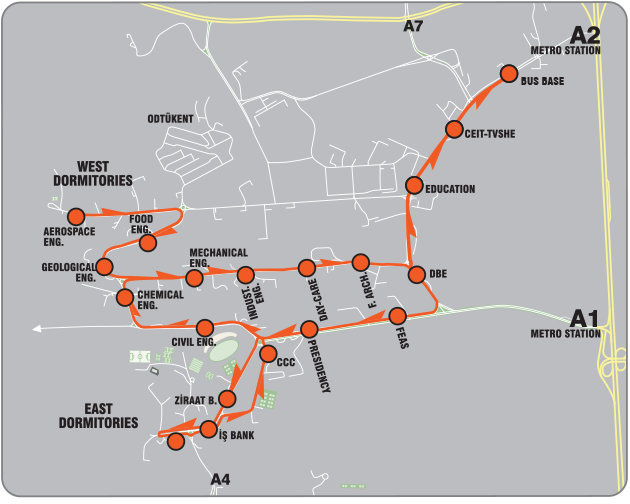 A7
A2
METRO STATION
BUS BASE
ODTÜKENT
CEIT-TVSHE
WEST
DORMITORIES
EDUCATION
FOOD
ENG.
AEROSPACE
ENG.
MECHANICAL
ENG.
GEOLOGICAL
ENG.
DBE
INDUST.
ENG.
DAY-CARE
F. ARCH.
CHEMICAL
ENG.
A1
METRO STATION
CIVIL ENG.
PRESIDENCY
FEAS
CCC
ZİRAAT B.
EAST
DORMITORIES
İŞ BANK
A4